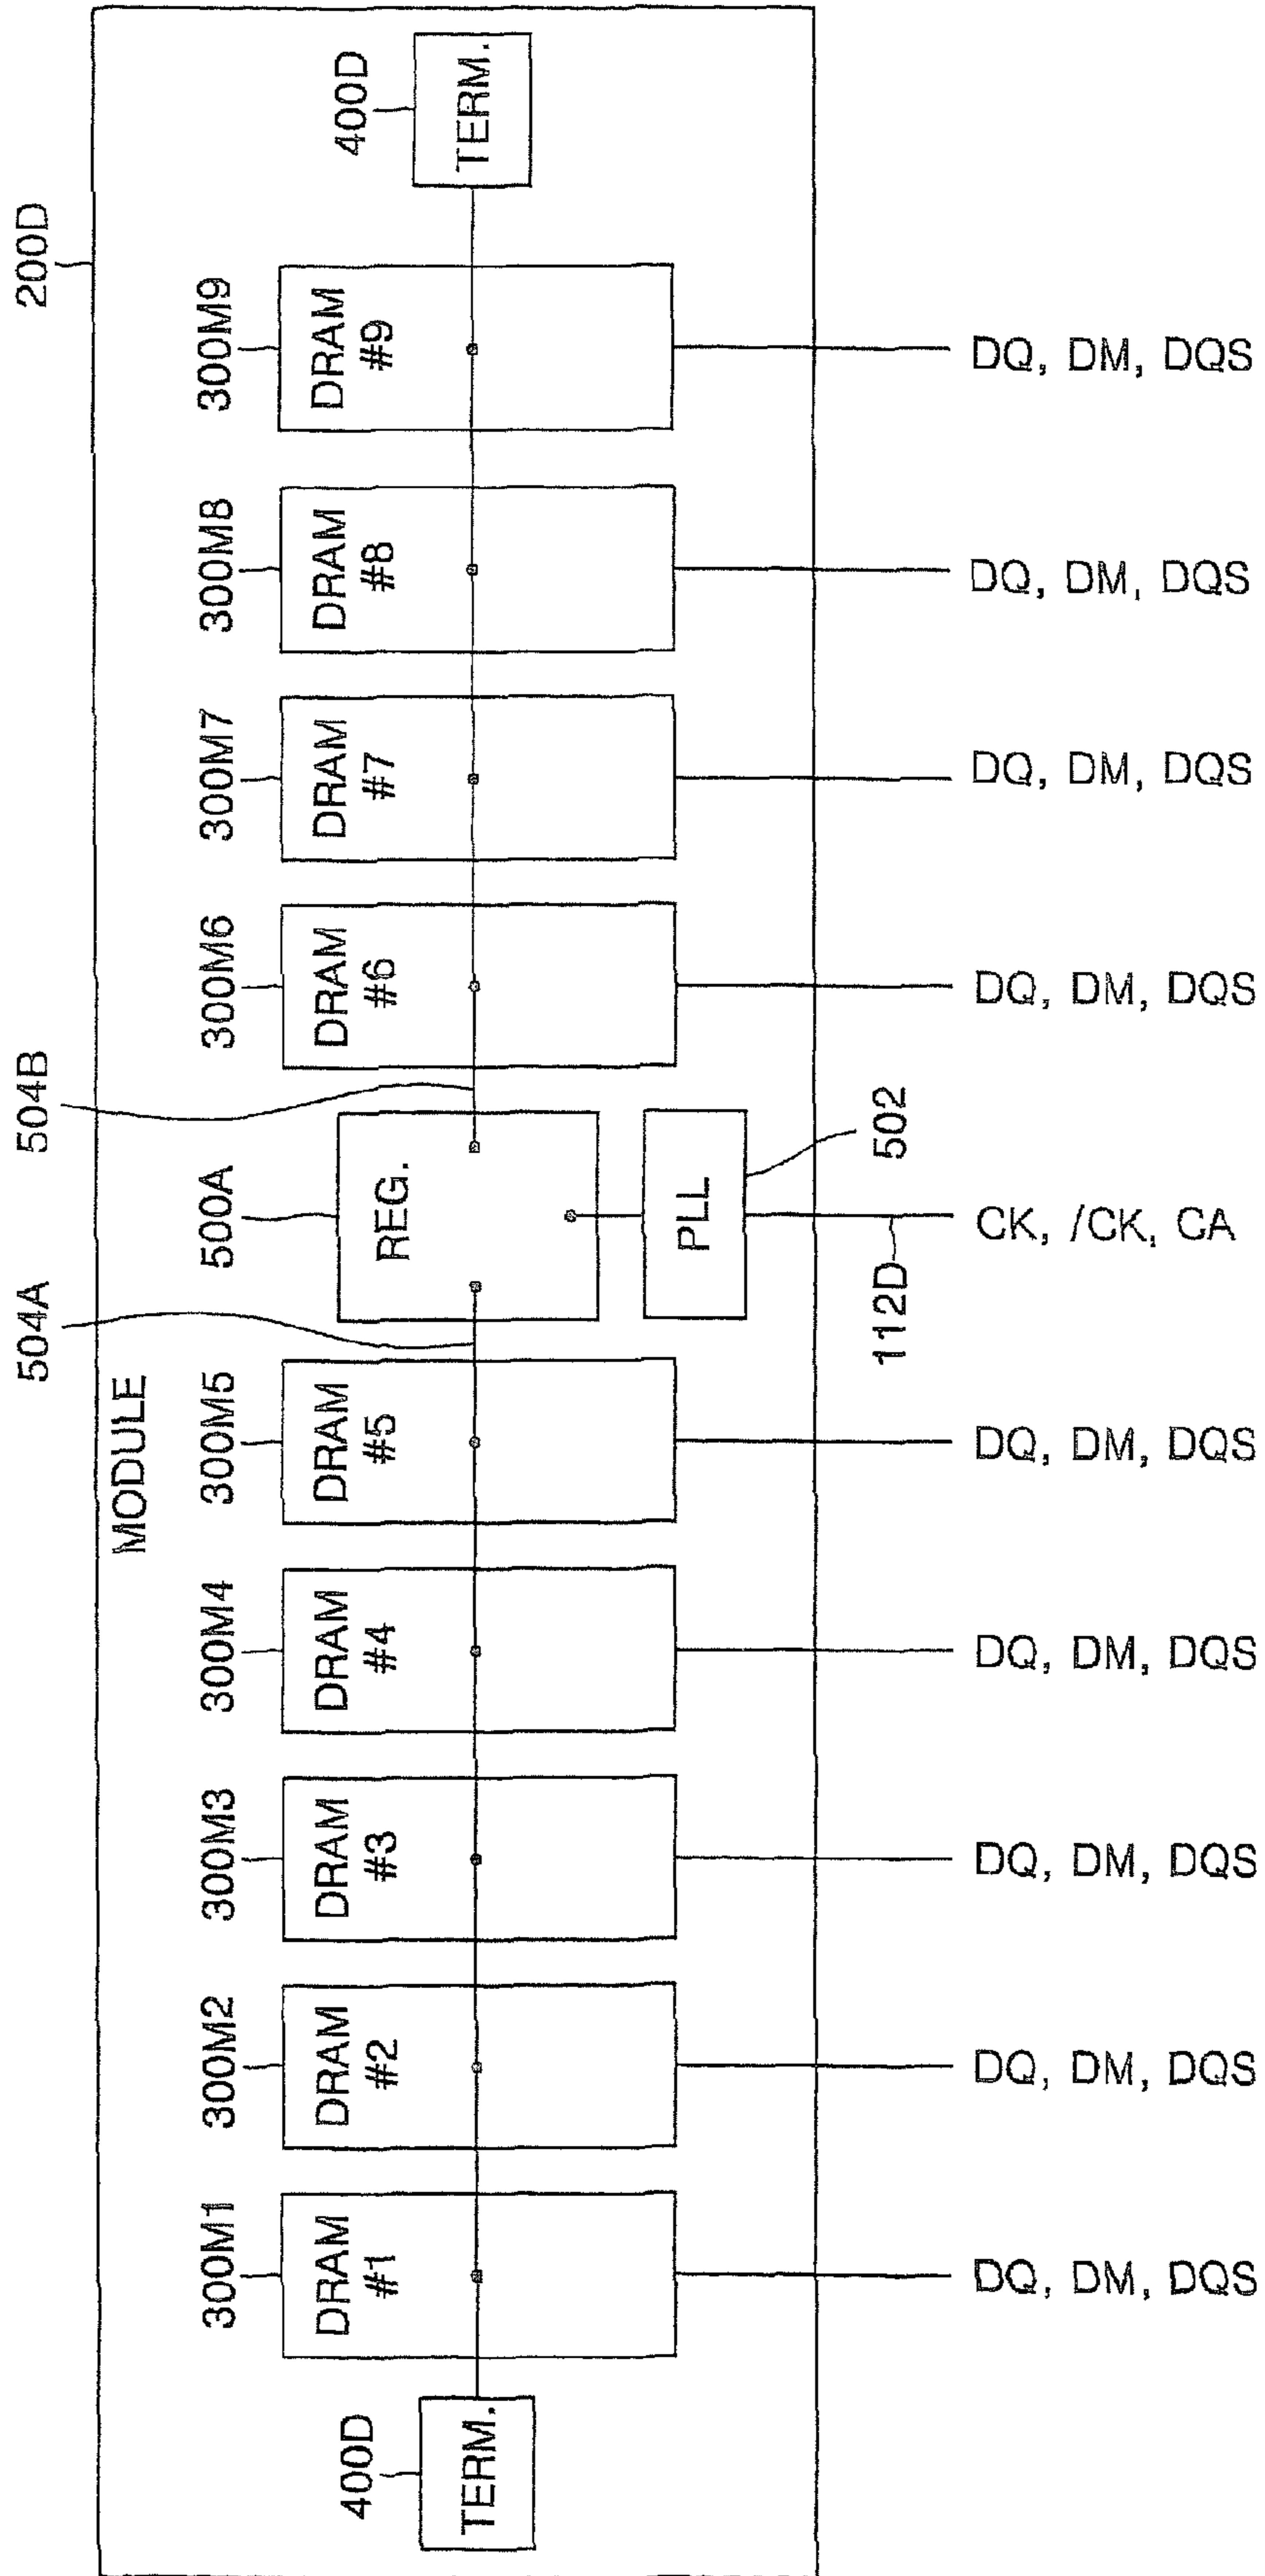 200D
MODULE
504A
504B
400D
300M1
300M2
300M3
300M4
300M5
500A
300M6
300M7
300M8
300M9
400D
TERM.
DRAM
#1
DRAM
#2
DRAM
#3
DRAM
#4
DRAM
#5
REG.
DRAM
#6
DRAM
#7
DRAM
#8
DRAM
#9
TERM.
PLL
502
112D
DQ, DM, DQS
DQ, DM, DQS
DQ, DM, DQS
DQ, DM, DQS
DQ, DM, DQS
CK, /CK, CA
DQ, DM, DQS
DQ, DM, DQS
DQ, DM, DQS
DQ, DM, DQS